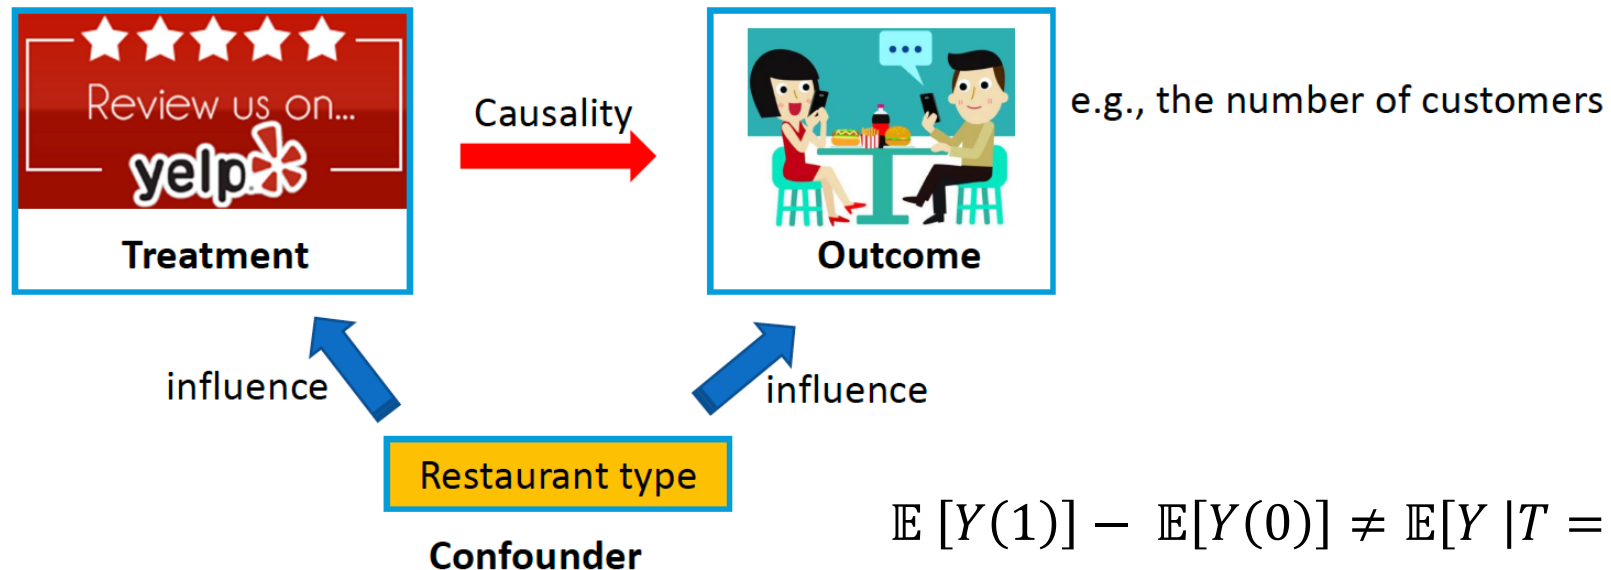 Review us on...
yelp
Treatment
Causality
Outcome
e.g., the number of customers
influence
influence
Restaurant type
Confounder
𝔼 [Y(1)] − 𝔼[Y(0)] ≠ 𝔼[Y |T =